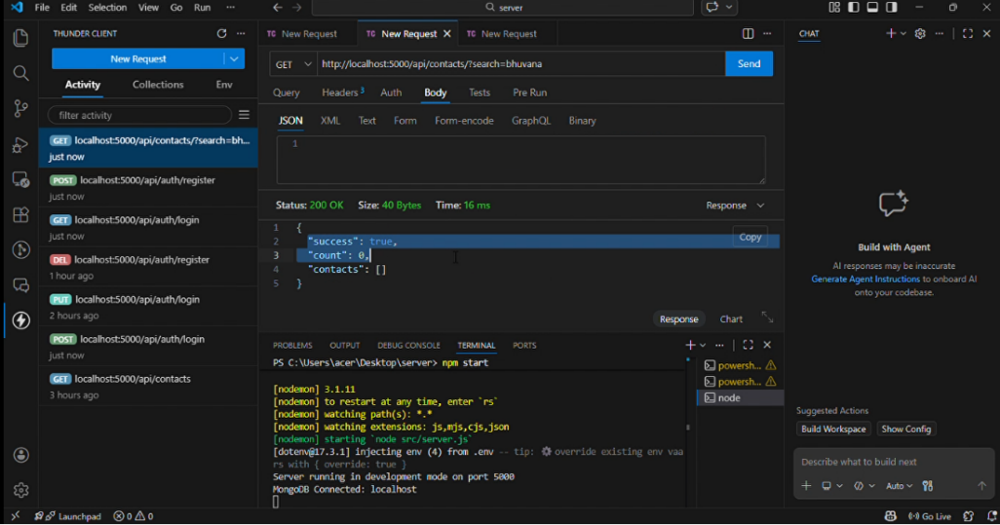 File Edit Selection View Go Run ···
server
THUNDER CLIENT
New Request
Activity Collections Env
filter activity
GET localhost:5000/api/contacts/?search=bh...
just now
POST localhost:5000/api/auth/register
just now
GET localhost:5000/api/auth/login
just now
DEL localhost:5000/api/auth/register
1 hour ago
PUT localhost:5000/api/auth/login
2 hours ago
POST localhost:5000/api/auth/login
just now
GET localhost:5000/api/contacts
3 hours ago
TC New Request TC New Request TC New Request
GET http://localhost:5000/api/contacts/?search=bhuvana Send
Query Headers 3 Auth Body Tests Pre Run
JSON XML Text Form Form-encode GraphQL Binary
1
Status: 200 OK Size: 40 Bytes Time: 16 ms Response
1 {
2 "success": true,
3 "count": 0,
4 "contacts": []
5 }
Copy
Response Chart
PROBLEMS OUTPUT DEBUG CONSOLE TERMINAL PORTS
PS C:\Users\acer\Desktop\server> npm start
[nodemon] 3.1.11
[nodemon] to restart at any time, enter `rs`
[nodemon] watching path(s): *.*
[nodemon] watching extensions: js,mjs,cjs,json
[nodemon] starting `node src/server.js`
[dotenv@17.3.1] injecting env (4) from .env -- tip: ⚙ override existing env vaa
rs with { override: true }
Server running in development mode on port 5000
MongoDB Connected: localhost
powersh...
powersh...
node
CHAT
Build with Agent
AI responses may be inaccurate
Generate Agent Instructions to onboard AI
onto your codebase.
Suggested Actions
Build Workspace Show Config
Describe what to build next
Auto
Launchpad 0 0
Go Live